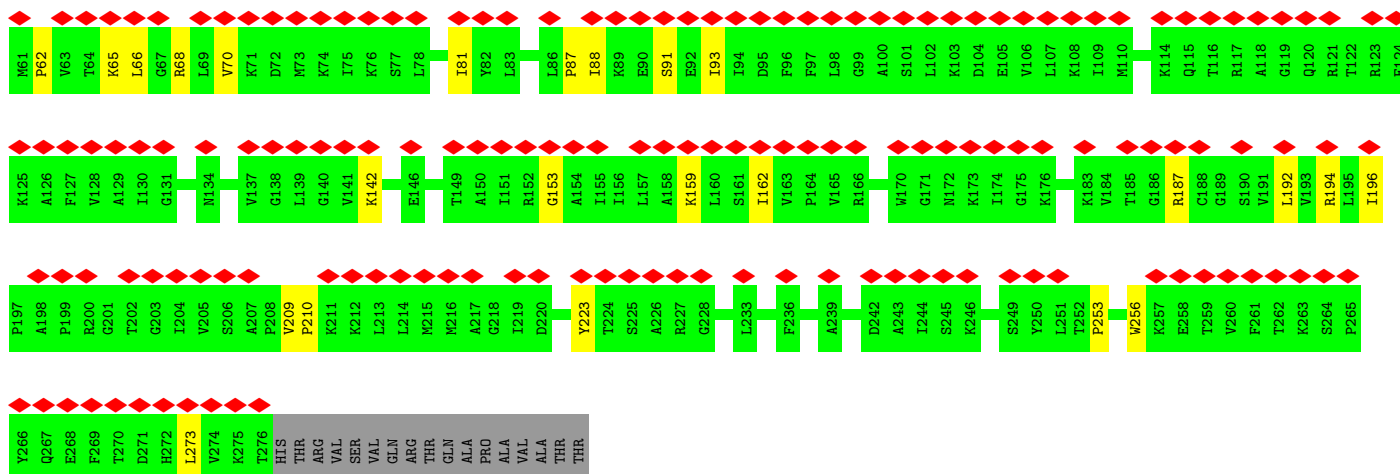 M61 P62 V63 T64 K65 L66 G67 R68 L69 V70 K71 D72 M73 K74 I75 K76 S77 L78 I81 Y82 L83 L86 P87 I88 K89 E90 S91 E92 I93 I94 D95 F96 F97 L98 G99 A100 S101 L102 K103 D104 E105 V106 L107 K108 I109 M110 K114 Q115 T116 R117 A118 G119 Q120 R121 T122 R123
K125 A126 F127 V128 A129 I130 G131 N134 V137 G138 L139 G140 V141 K142 E146 T149 A150 I151 R152 G153 A154 I155 I156 L157 A158 K159 L160 S161 I162 V163 P164 V165 R166 W170 G171 N172 K173 I174 G175 K176 K183 V184 T185 G186 R187 C188 G189 S190 V191 L192 V193 R194 L195 I196
P197 A198 P199 R200 G201 T202 G203 I204 V205 S206 A207 P208 V209 P210 K211 K212 L213 L214 M215 M216 A217 G218 I219 D220 Y223 T224 S225 A226 R227 G228 L233 F236 A239 D242 A243 I244 S245 K246 S249 Y250 L251 T252 P253 W256 K257 E258 T259 V260 F261 T262 K263 S264 P265
Y266 Q267 E268 F269 T270 D271 H272 L273 V274 K275 T276 HIS THR ARG VAL SER VAL GLN ARG THR GLN ALA PRO ALA VAL ALA THR THR